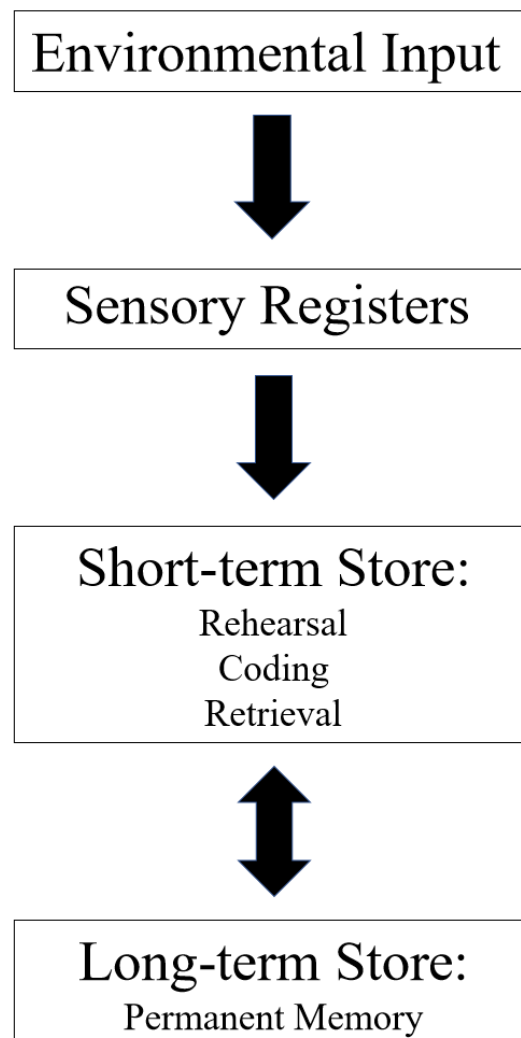 Environmental Input
Sensory Registers
Short-term Store:
Rehearsal
Coding
Retrieval
Long-term Store:
Permanent Memory